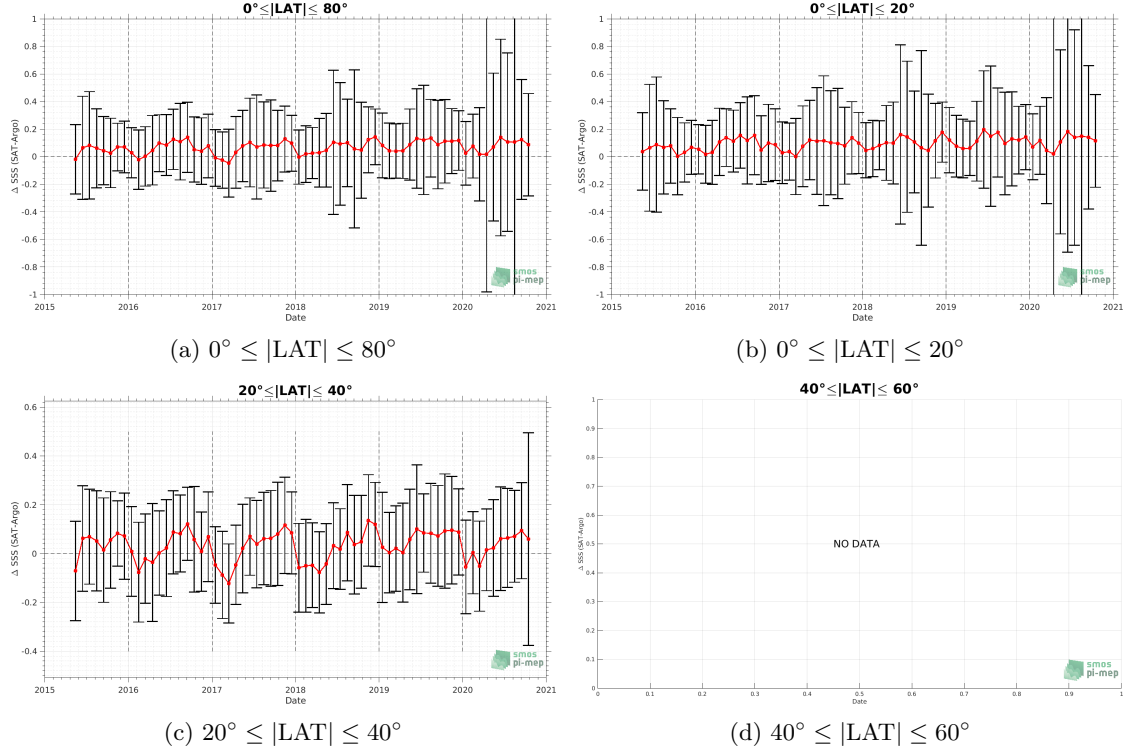 0°≤|LAT|≤ 80°
1
0.8
0.6
0.4
0.2
0
-0.2
-0.4
-0.6
-0.8
-1
Δ SSS (SAT-Argo)
2015 2016 2017 2018 2019 2020 2021
Date
smos
pi-mep
(a) 0° ≤ |LAT| ≤ 80°
0°≤|LAT|≤ 20°
1
0.8
0.6
0.4
0.2
0
-0.2
-0.4
-0.6
-0.8
-1
Δ SSS (SAT-Argo)
2015 2016 2017 2018 2019 2020 2021
Date
smos
pi-mep
(b) 0° ≤ |LAT| ≤ 20°
20°≤|LAT|≤ 40°
0.6
0.4
0.2
0
-0.2
-0.4
Δ SSS (SAT-Argo)
2015 2016 2017 2018 2019 2020 2021
Date
smos
pi-mep
(c) 20° ≤ |LAT| ≤ 40°
40°≤|LAT|≤ 60°
1
0.9
0.8
0.7
0.6
0.5
0.4
0.3
0.2
0.1
0
Δ SSS (SAT-Argo)
NO DATA
0 0.1 0.2 0.3 0.4 0.5 0.6 0.7 0.8 0.9 1
Date
smos
pi-mep
(d) 40° ≤ |LAT| ≤ 60°